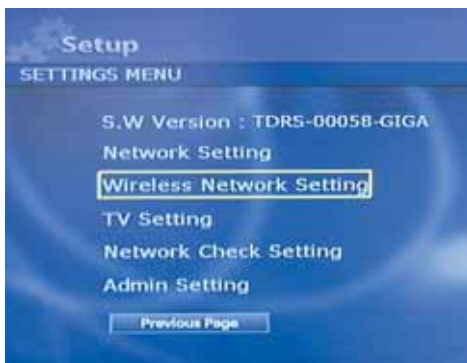 Setup
SETTINGS MENU
S.W Version : TDRS-00058-GIGA
Network Setting
Wireless Network Setting
TV Setting
Network Check Setting
Admin Setting
Previous Page